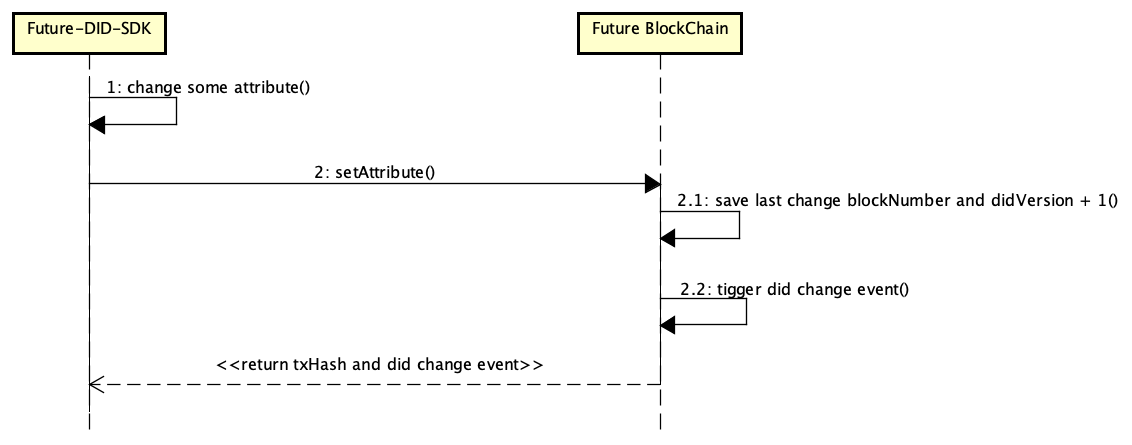 Future-DID-SDK
Future BlockChain
1: change some attribute()
2: setAttribute()
2.1: save last change blockNumber and didVersion + 1()
2.2: tigger did change event()
<<return txHash and did change event>>